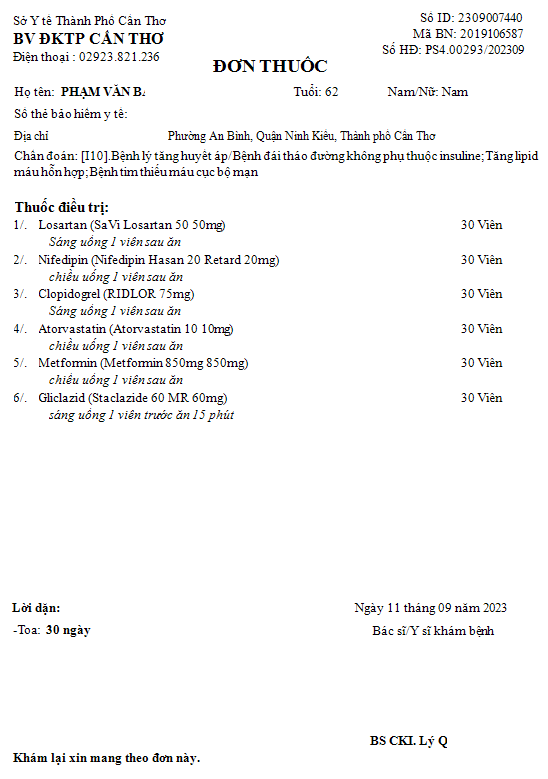 Sở Y tế Thành Phố Cần Thơ
BV ĐKTP CẦN THƠ
Điện thoại : 02923.821.236
Số ID: 2309007440
Mã BN: 2019106587
Số HĐ: PS4.00293/202309
ĐƠN THUỐC
Họ tên: PHẠM VĂN B. Tuổi: 62 Nam/Nữ: Nam
Số thẻ bảo hiểm y tế:
Địa chỉ Phường An Bình, Quận Ninh Kiều, Thành phố Cần Thơ
Chẩn đoán: [I10].Bệnh lý tăng huyết áp/Bệnh đái tháo đường không phụ thuộc insuline;Tăng lipid
máu hỗn hợp;Bệnh tim thiếu máu cục bộ mạn
Thuốc điều trị:
1/. Losartan (SaVi Losartan 50 50mg) 30 Viên
Sáng uống 1 viên sau ăn
2/. Nifedipin (Nifedipin Hasan 20 Retard 20mg) 30 Viên
chiều uống 1 viên sau ăn
3/. Clopidogrel (RIDLOR 75mg) 30 Viên
Sáng uống 1 viên sau ăn
4/. Atorvastatin (Atorvastatin 10 10mg) 30 Viên
chiều uống 1 viên sau ăn
5/. Metformin (Metformin 850mg 850mg) 30 Viên
chiều uống 1 viên sau ăn
6/. Gliclazid (Staclazide 60 MR 60mg) 30 Viên
sáng uống 1 viên trước ăn 15 phút
Lời dặn:
-Toa: 30 ngày
Ngày 11 tháng 09 năm 2023
Bác sĩ/Y sĩ khám bệnh
BS CKI. Lý Q
Khám lại xin mang theo đơn này.